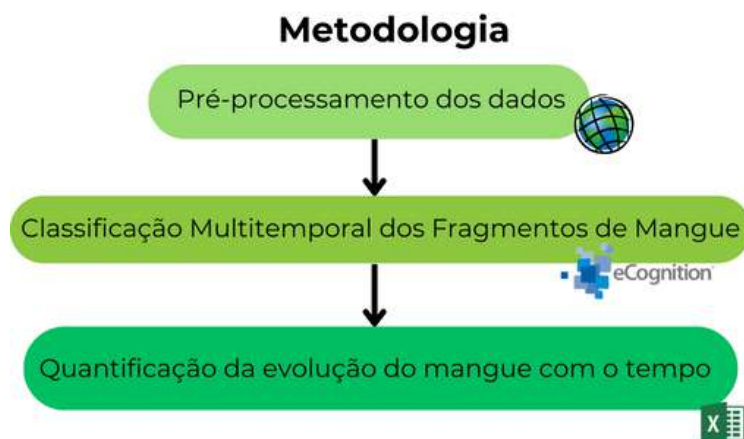 Metodologia
Pré-processamento dos dados
Classificação Multitemporal dos Fragmentos de Mangue
eCognition
Quantificação da evolução do mangue com o tempo
X